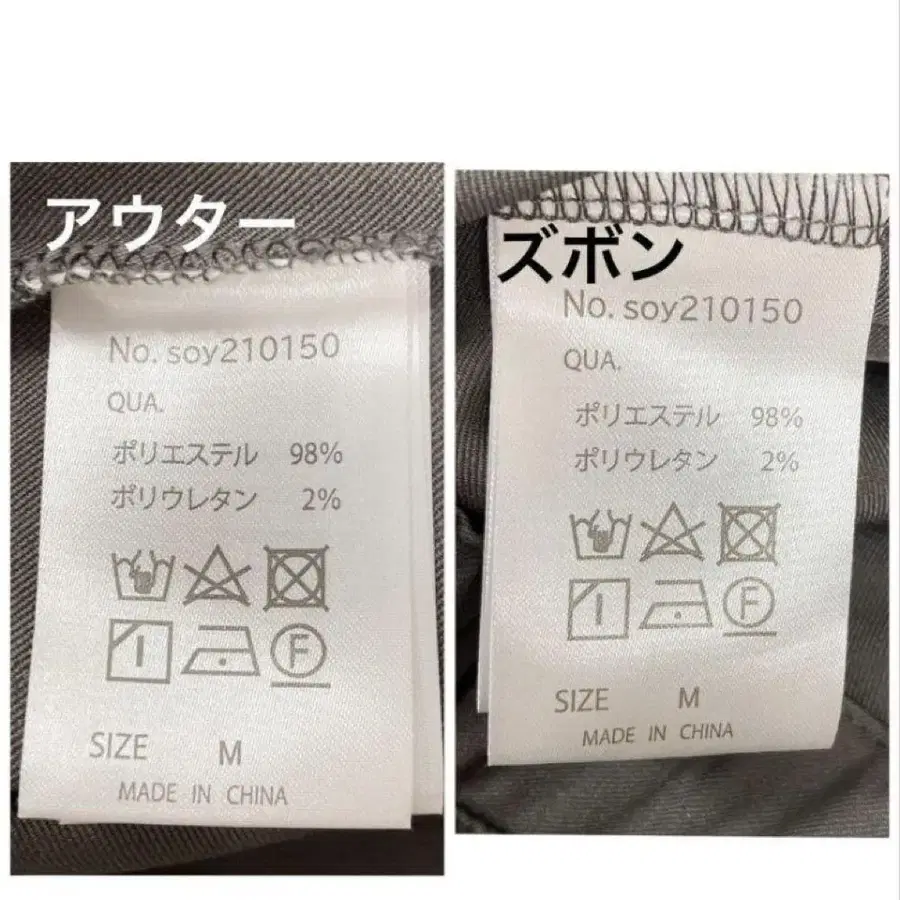 アウター
No. soy210150
QUA.
ポリエステル 98%
ポリウレタン 2%
F
SIZE M
MADE IN CHINA
ズボン
No. soy210150
QUA.
ポリエステル 98%
ポリウレタン 2%
F
SIZE M
MADE IN CHINA